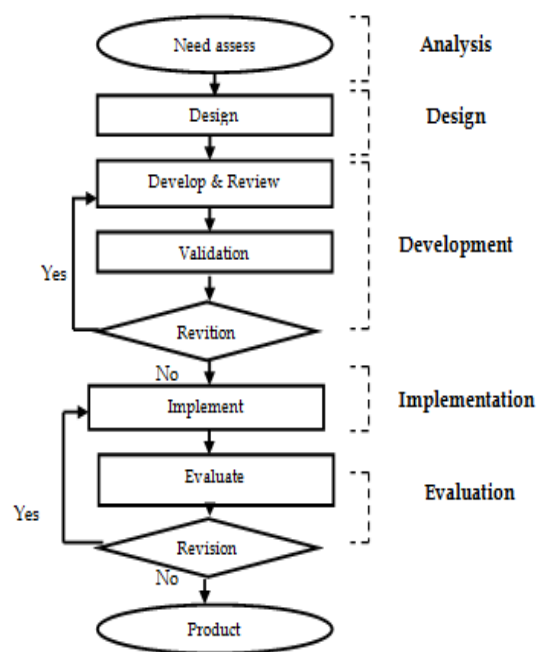 Need assess
Analysis
Design
Design
Develop & Review
Development
Validation
Yes
Revition
No
Implement
Implementation
Evaluate
Evaluation
Yes
Revision
No
Product